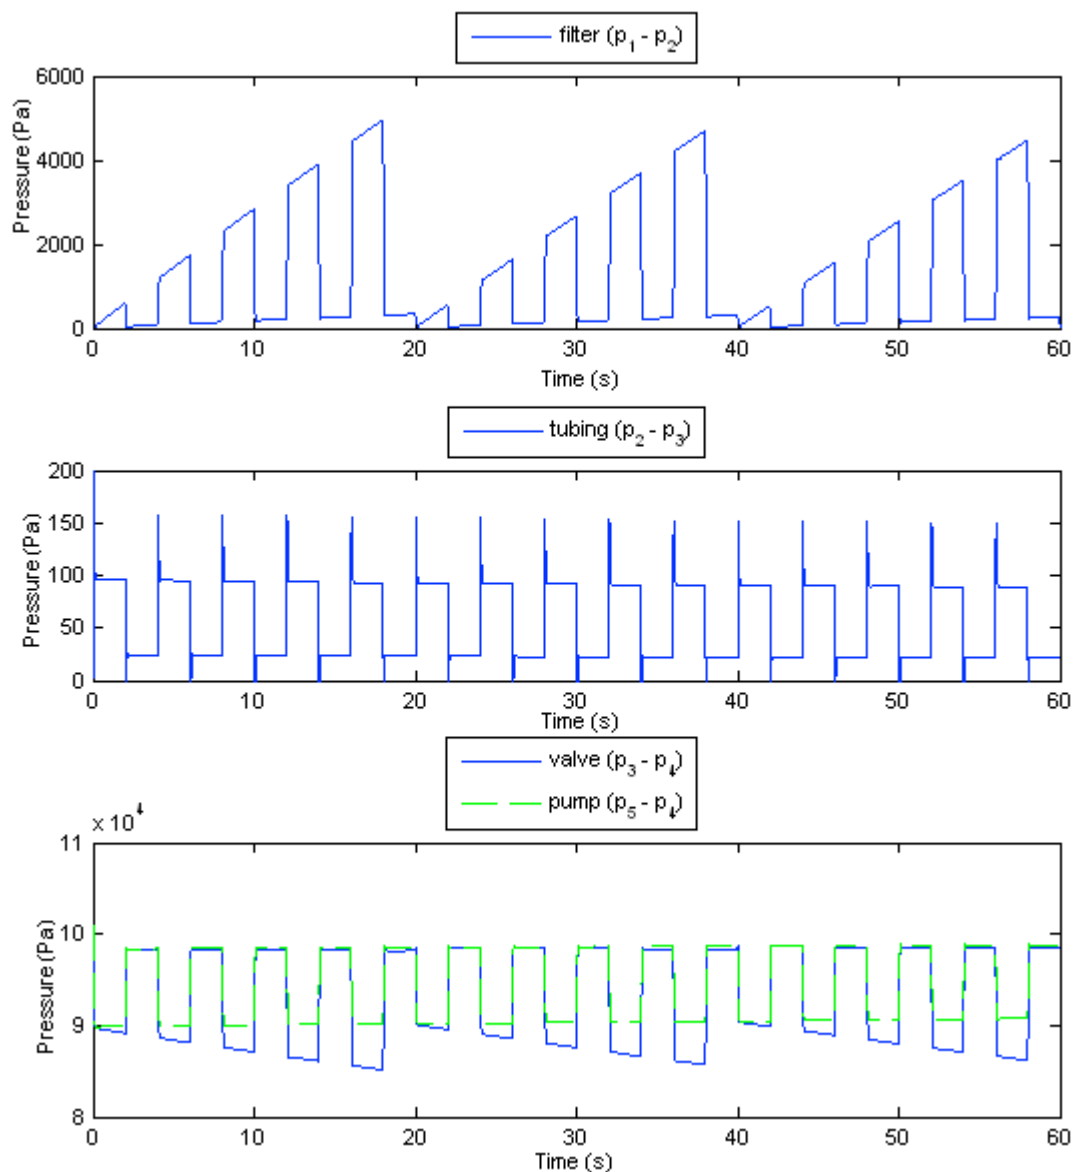 filter (p1 - p2)
6000
4000
2000
0
Pressure (Pa)
0 10 20 30 40 50 60
Time (s)
tubing (p2 - p3)
200
150
100
50
0
Pressure (Pa)
0 10 20 30 40 50 60
Time (s)
valve (p3 - p4)
pump (p5 - p4)
x 10^4
11
10
9
8
Pressure (Pa)
0 10 20 30 40 50 60
Time (s)